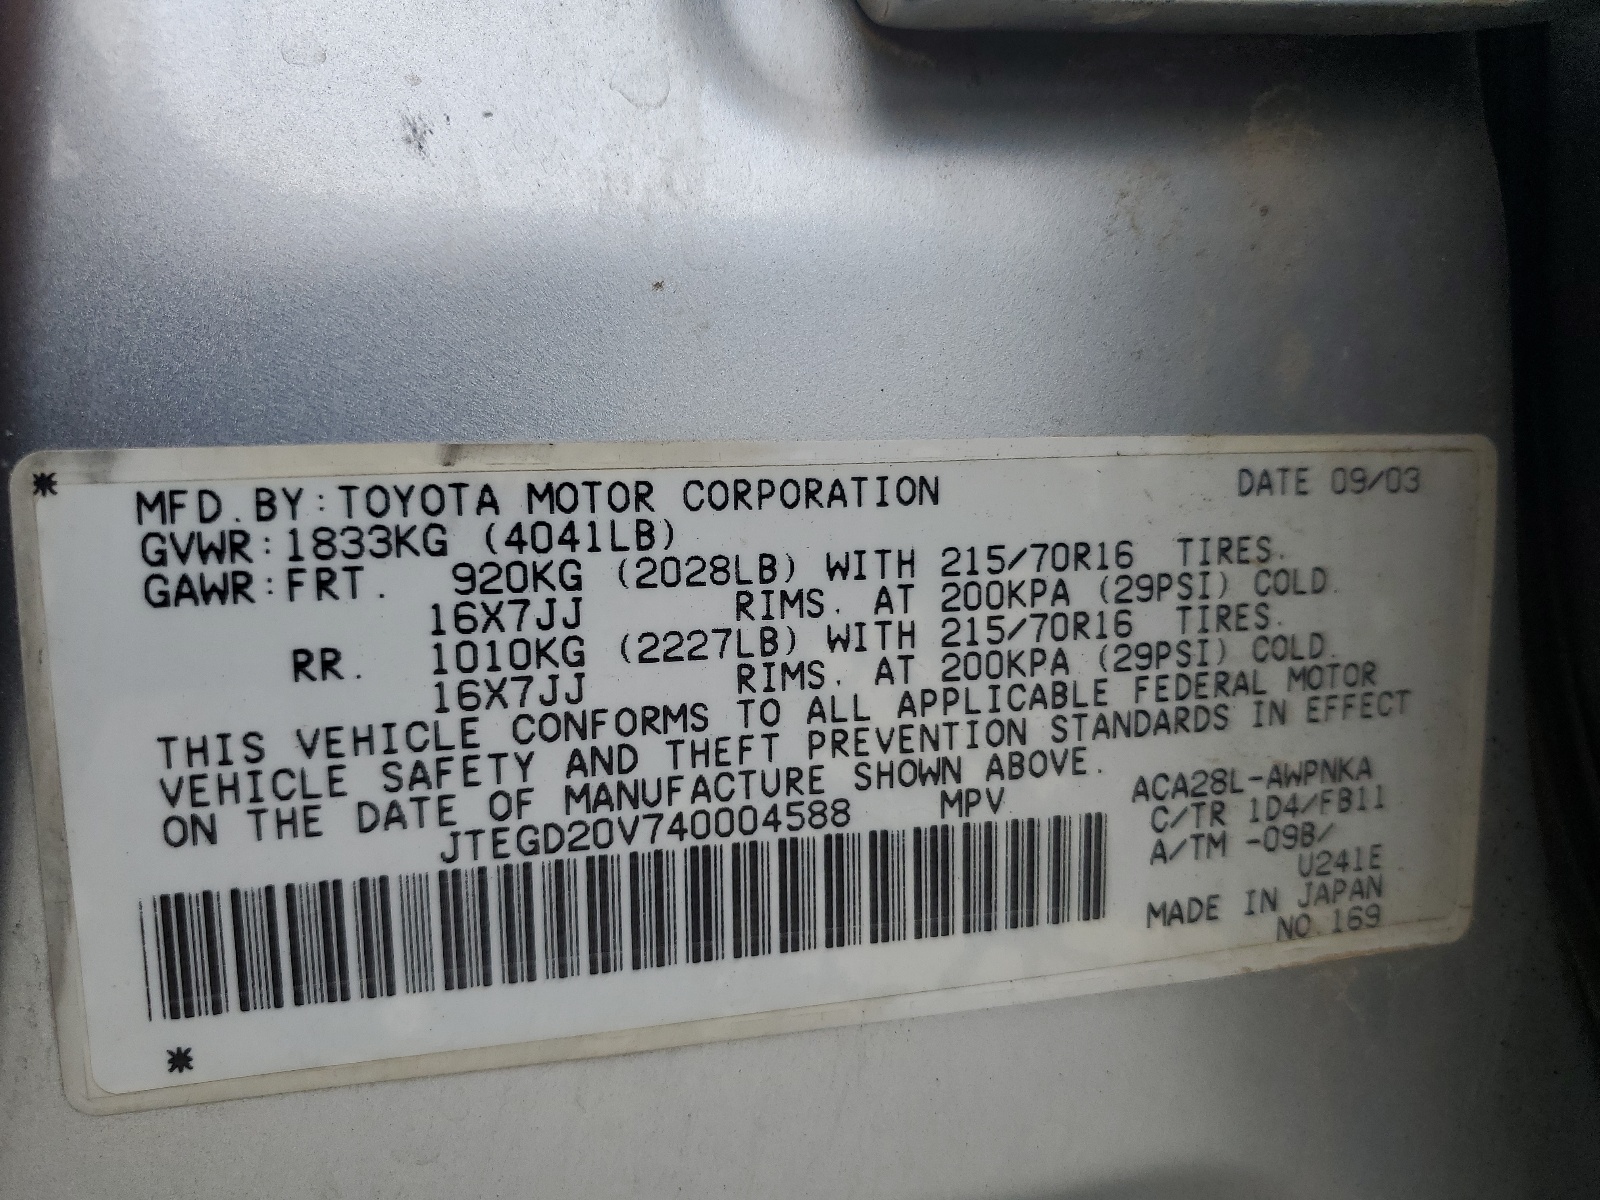 MFD. BY: TOYOTA MOTOR CORPORATION DATE 09/03
GVWR: 1833KG (4041LB)
GAWR: FRT. 920KG (2028LB) WITH 215/70R16 TIRES.
16X7JJ RIMS. AT 200KPA (29PSI) COLD.
RR. 1010KG (2227LB) WITH 215/70R16 TIRES.
16X7JJ RIMS. AT 200KPA (29PSI) COLD.
THIS VEHICLE CONFORMS TO ALL APPLICABLE FEDERAL MOTOR
VEHICLE SAFETY AND THEFT PREVENTION STANDARDS IN EFFECT
ON THE DATE OF MANUFACTURE SHOWN ABOVE.
JTEGD20V740004588 MPV
ACA28L-AWPNKA
C/TR 1D4/FB11
A/TM -09B/
U241E
MADE IN JAPAN
NO.169